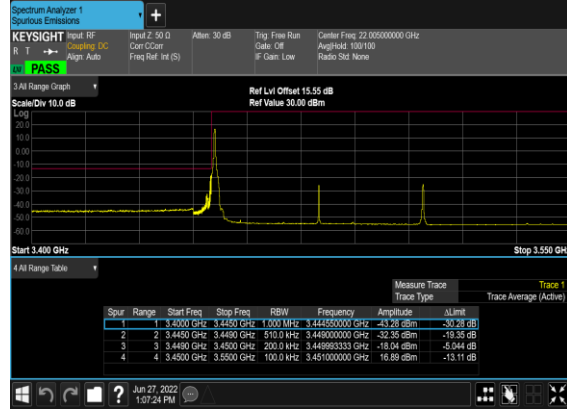 Spectrum Analyzer 1
Spurious Emissions
KEYSIGHT Input: RF Input Z: 50 Ω Atten: 30 dB Trig: Free Run Center Freq: 22.005000000 GHz
R T Coupling: DC Corr CCorr Gate: Off Avg|Hold: 100/100
Align: Auto Freq Ref: Int (S) IF Gain: Low Radio Std: None
PASS
3 All Range Graph
Ref Lvl Offset 15.55 dB
Scale/Div 10.0 dB Ref Value 30.00 dBm
Log
20.0
10.0
0.00
-10.0
-20.0
-30.0
-40.0
-50.0
-60.0
Start 3.400 GHz Stop 3.550 GHz
4 All Range Table
Measure Trace Trace 1
Trace Type Trace Average (Active)
Spur Range Start Freq Stop Freq RBW Frequency Amplitude ΔLimit
1 1 3.4000 GHz 3.4450 GHz 1.000 MHz 3.444550000 GHz -43.28 dBm -30.28 dB
2 2 3.4450 GHz 3.4490 GHz 510.0 kHz 3.449000000 GHz -32.35 dBm -19.35 dB
3 3 3.4490 GHz 3.4500 GHz 200.0 kHz 3.449993333 GHz -18.04 dBm -5.044 dB
4 4 3.4500 GHz 3.5500 GHz 100.0 kHz 3.451000000 GHz 16.89 dBm -13.11 dB
? Jun 27, 2022
1:07:24 PM